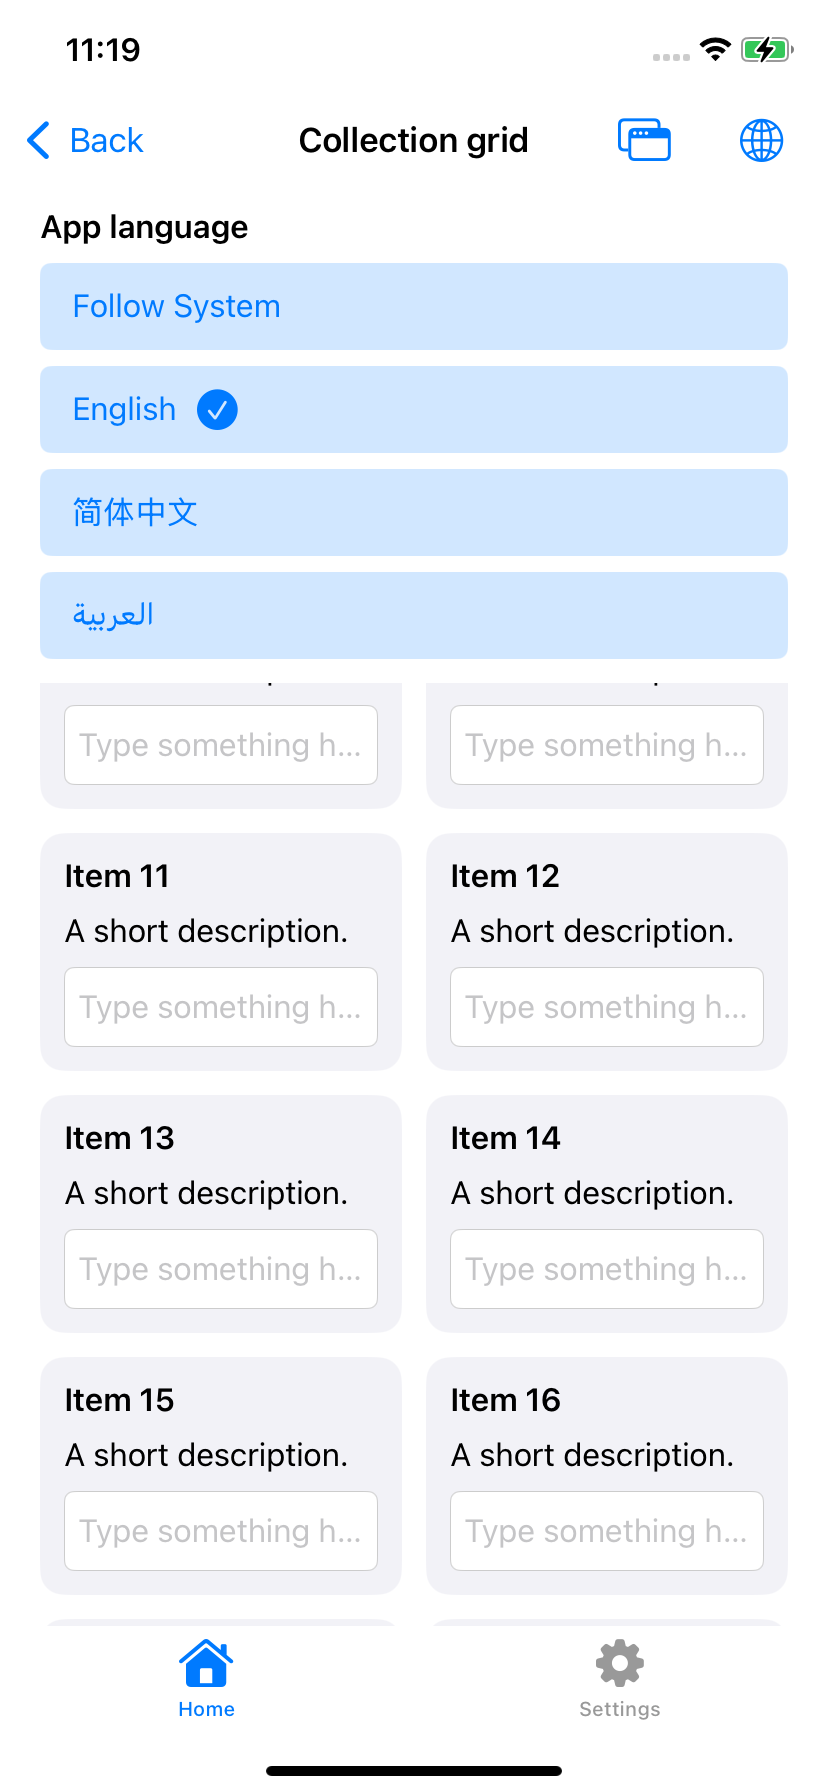 11:19
Back
Collection grid
App language
Follow System
English
简体中文
العربية
Type something h...
Type something h...
Item 11
A short description.
Type something h...
Item 12
A short description.
Type something h...
Item 13
A short description.
Type something h...
Item 14
A short description.
Type something h...
Item 15
A short description.
Type something h...
Item 16
A short description.
Type something h...
Home
Settings